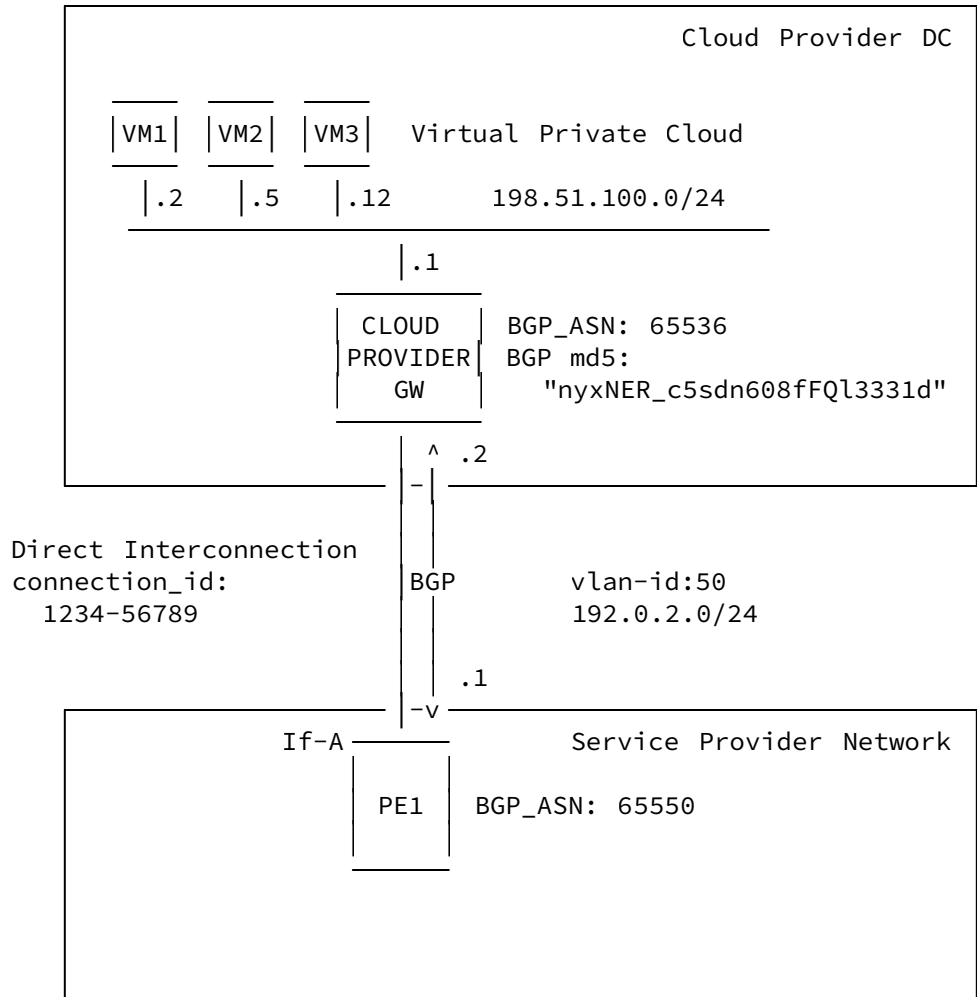 Cloud Provider DC
VM1 VM2 VM3 Virtual Private Cloud
.2 .5 .12 198.51.100.0/24
.1
CLOUD BGP_ASN: 65536
PROVIDER BGP md5:
GW "nyxNER_c5sdn608fFQl3331d"
^ .2
Direct Interconnection
connection_id: BGP vlan-id:50
1234-56789 192.0.2.0/24
.1
v
If-A Service Provider Network
PE1 BGP_ASN: 65550